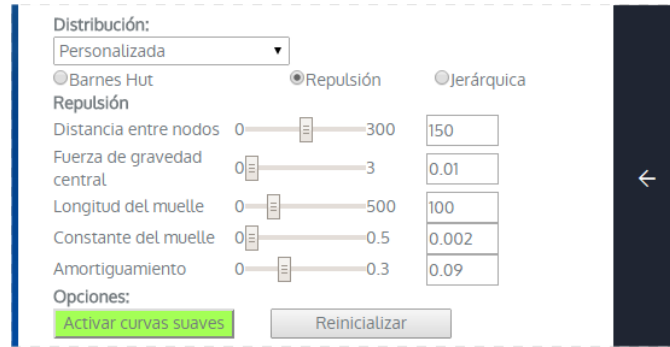 Distribución:
Personalizada
Barnes Hut Repulsión Jerárquica
Repulsión
Distancia entre nodos 0 300 150
Fuerza de gravedad
central 0 3 0.01
Longitud del muelle 0 500 100
Constante del muelle 0 0.5 0.002
Amortiguamiento 0 0.3 0.09
Opciones:
Activar curvas suaves Reinicializar